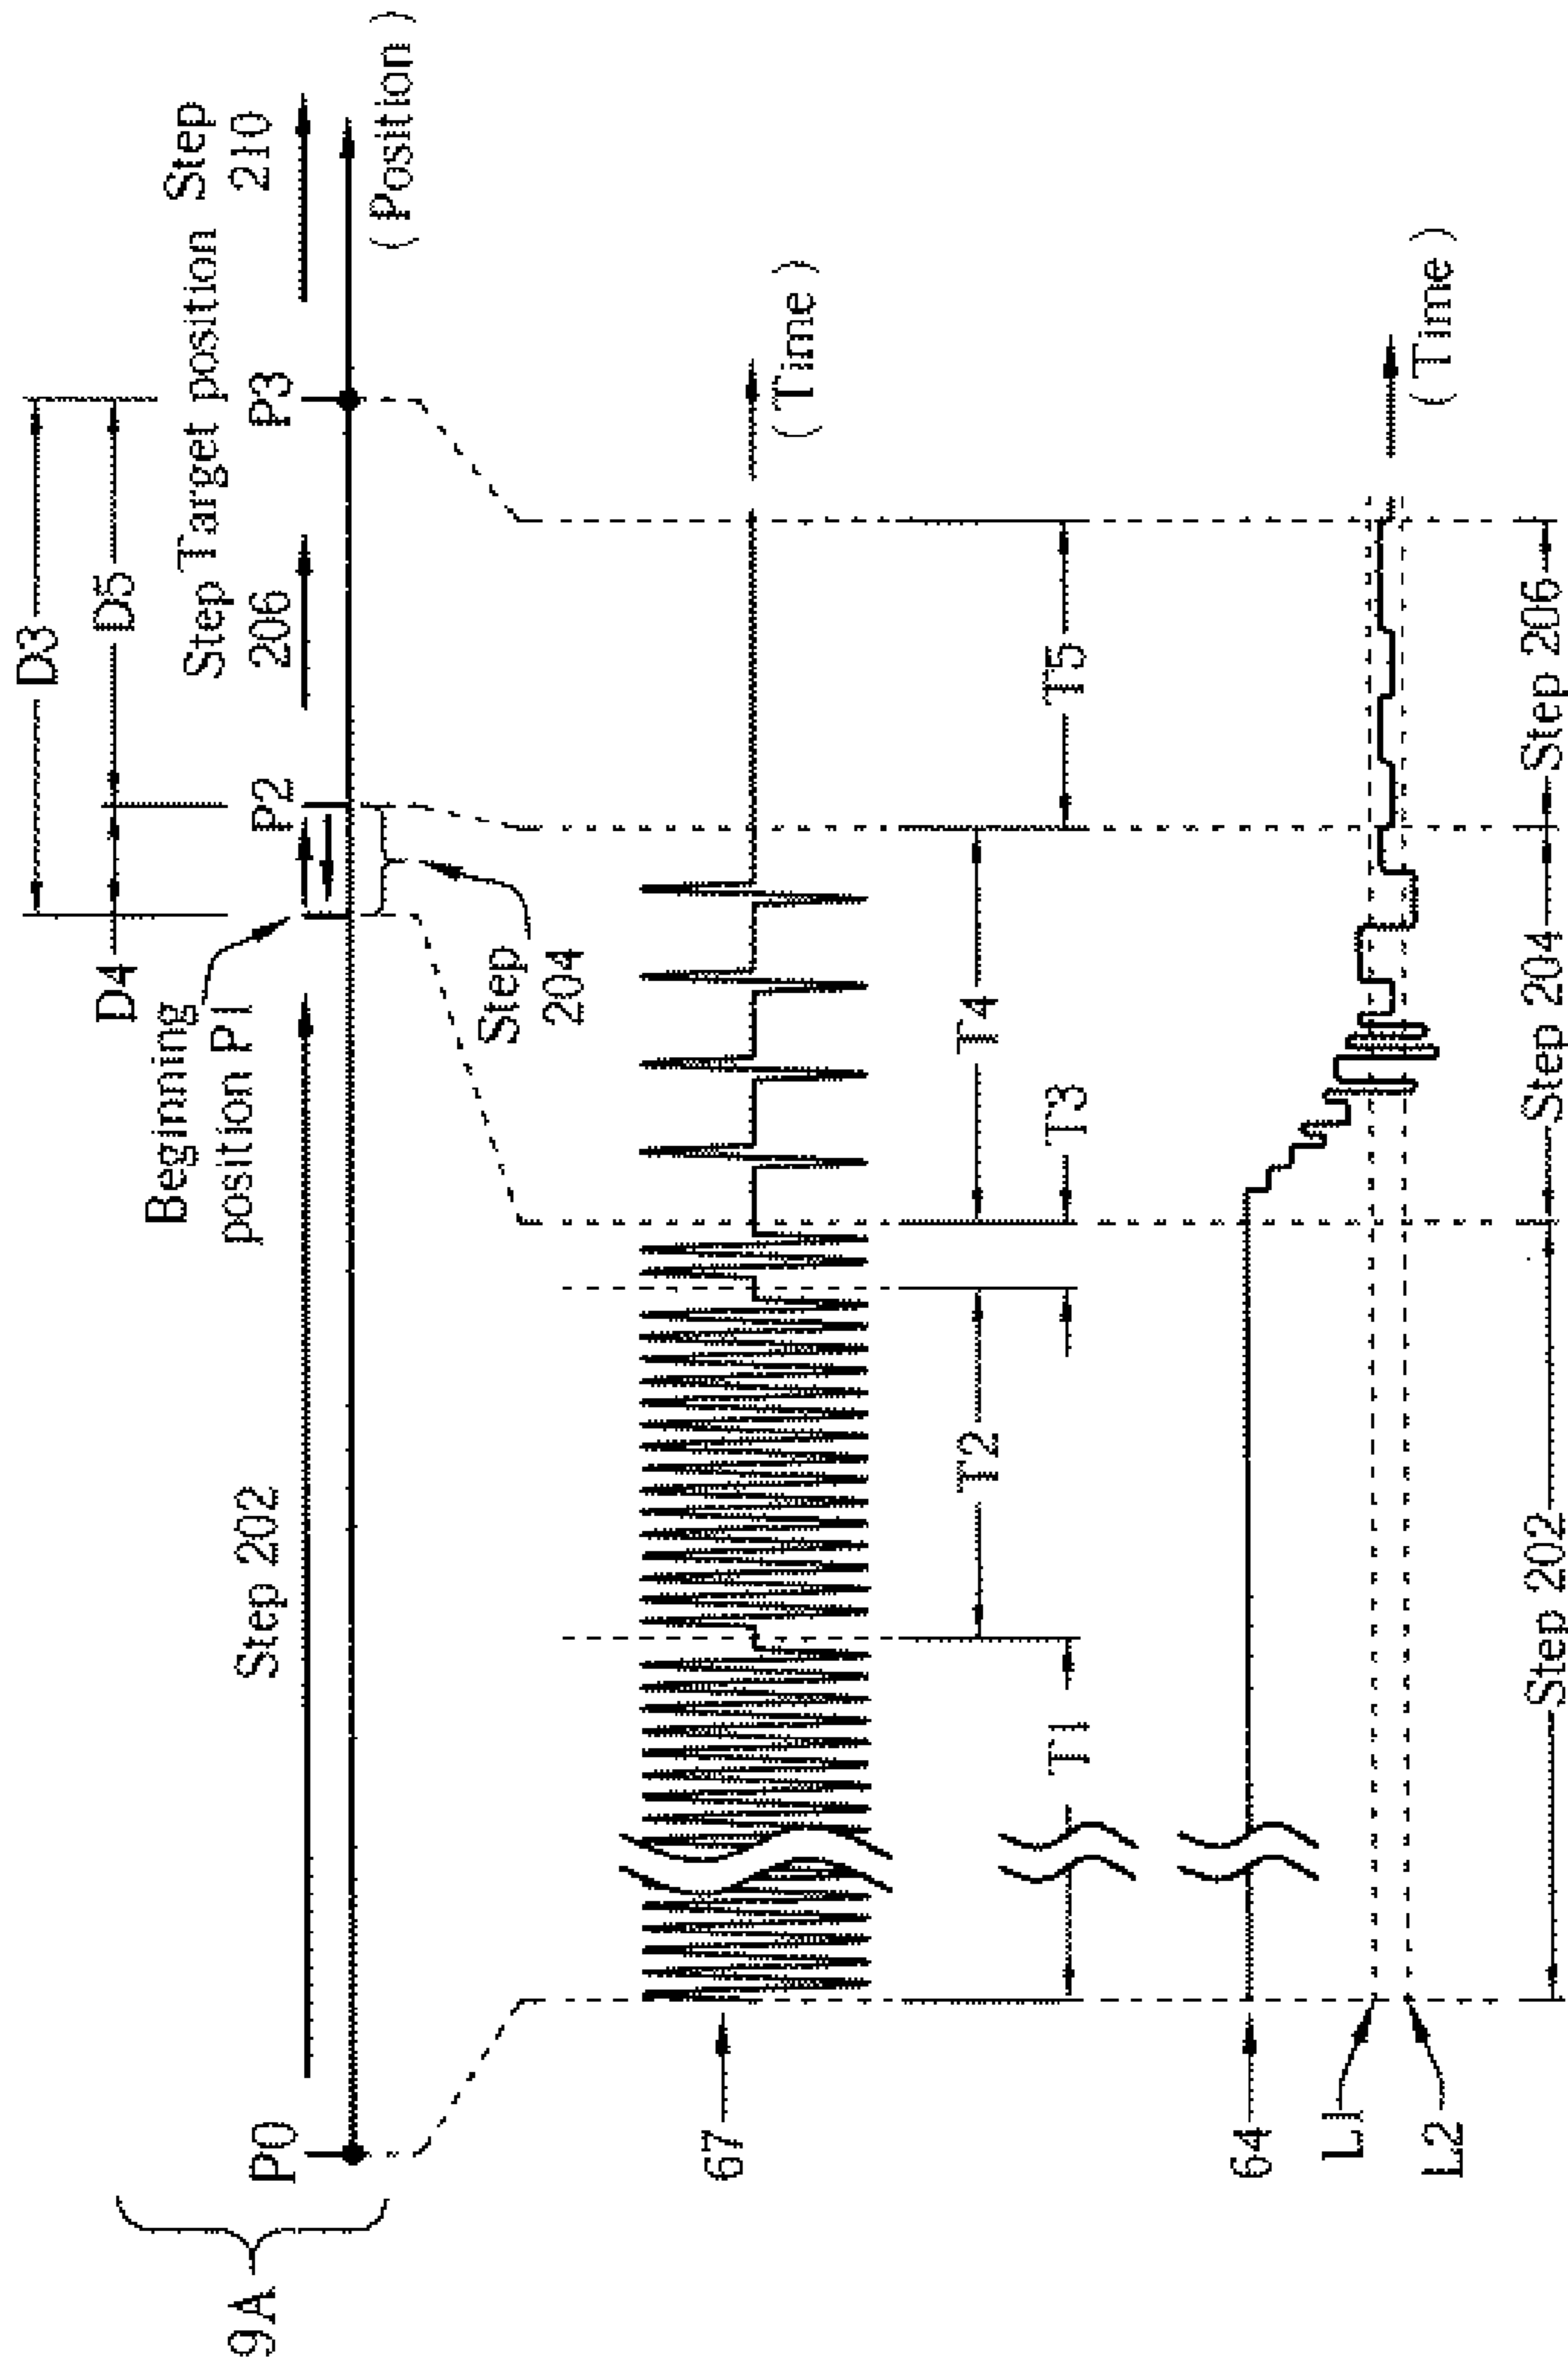 9A
D3
D4
D5
Beginning
position P1
P0
P2
P3
Step 202
Step
204
Step
206
Target position
Step
210
( Position )
67
( Time )
T1
T2
T3
T4
T5
64
L1
L2
( Time )
Step 202
Step 204
Step 206